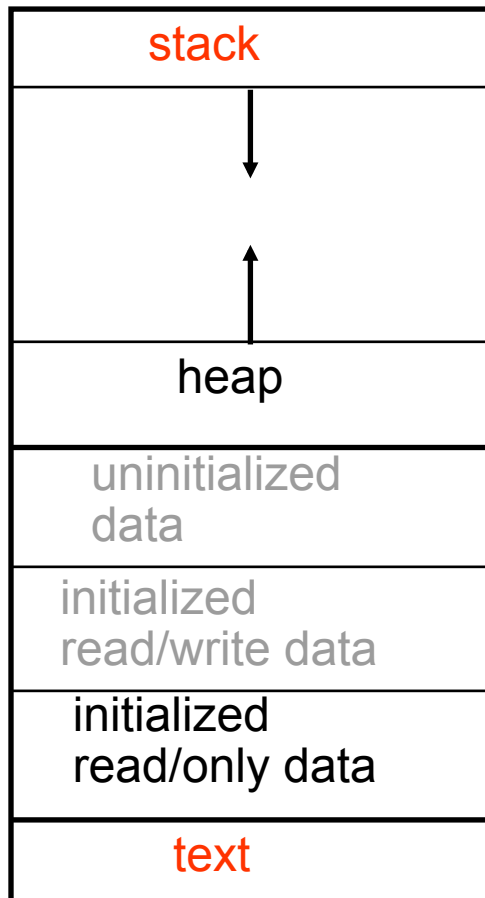 stack
heap
uninitialized
data
initialized
read/write data
initialized
read/only data
text